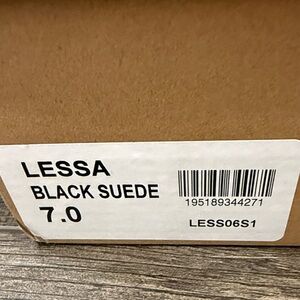 LESSA
BLACK SUEDE
7.0
195189344271
LESS06S1